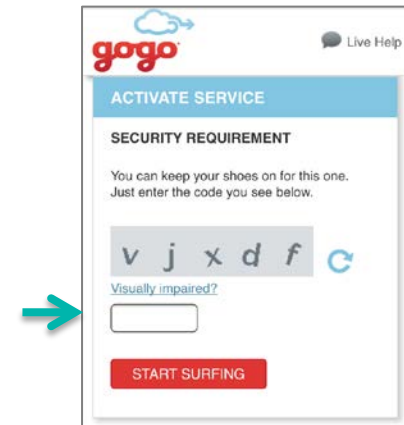 gogo
Live Help
ACTIVATE SERVICE
SECURITY REQUIREMENT
You can keep your shoes on for this one.
Just enter the code you see below.
v j x d f
Visually impaired?
START SURFING